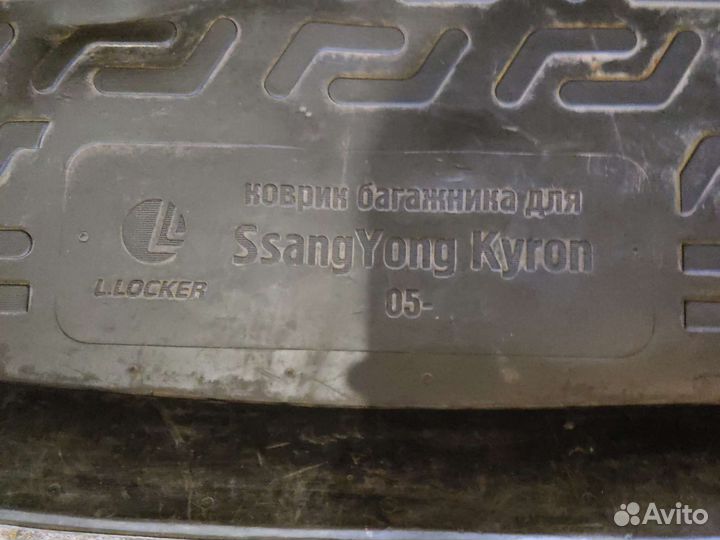 коврик багажника для
SsangYong Kyron
L.LOCKER
05-
Avito